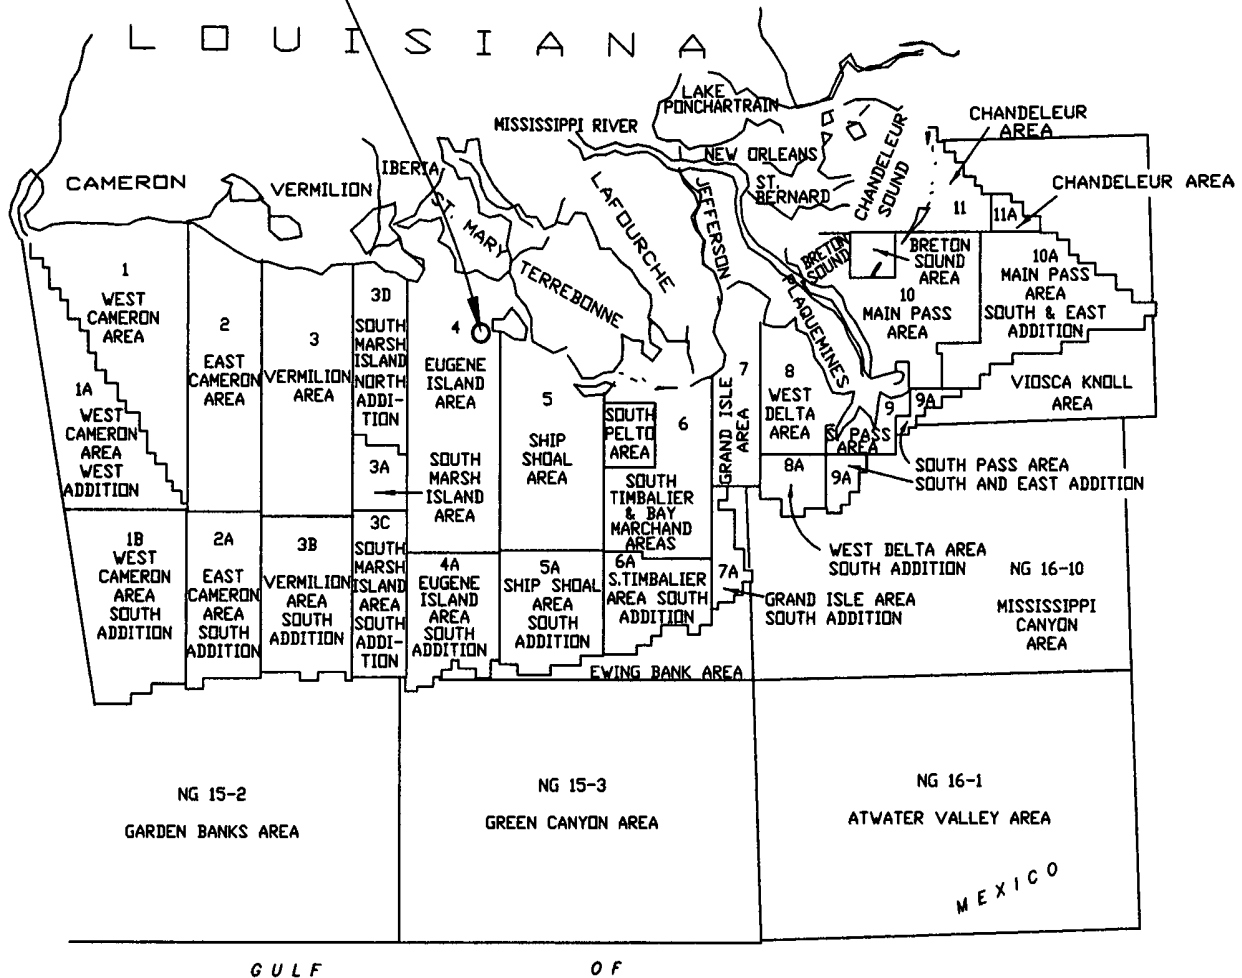 LOUISIANA
LAKE
PONCHARTRAIN
MISSISSIPPI RIVER
NEW ORLEANS
CHANDELEUR
AREA
CHANDELEUR AREA
CAMERON
VERMILION
IBERIA
ST. MARY
LAFOURCHE
JEFFERSON
ST.
BERNARD
CHANDELEUR
SOUND
TERREBONNE
BRETON
SOUND
PLAQUEMINES
11
11A
BRETON
SOUND
AREA
10A
MAIN PASS
AREA
SOUTH & EAST
ADDITION
10
MAIN PASS
AREA
1
WEST
CAMERON
AREA
2
EAST
CAMERON
AREA
3
VERMILION
AREA
3D
SOUTH
MARSH
ISLAND
NORTH
ADDI-
TION
4
EUGENE
ISLAND
AREA
5
SHIP
SHOAL
AREA
SOUTH
PELTO
AREA
6
7
GRAND ISLE
AREA
8
WEST
DELTA
AREA
9
S. PASS
AREA
9A
VIOSCA KNOLL
AREA
1A
WEST
CAMERON
AREA
WEST
ADDITION
3A
SOUTH
MARSH
ISLAND
AREA
SOUTH
TIMBALIER
& BAY
MARCHAND
AREAS
8A
9A
SOUTH PASS AREA
SOUTH AND EAST ADDITION
1B
WEST
CAMERON
AREA
SOUTH
ADDITION
2A
EAST
CAMERON
AREA
SOUTH
ADDITION
3B
VERMILION
AREA
SOUTH
ADDITION
3C
SOUTH
MARSH
ISLAND
AREA
SOUTH
ADDI-
TION
4A
EUGENE
ISLAND
AREA
SOUTH
ADDITION
5A
SHIP SHOAL
AREA
SOUTH
ADDITION
6A
S.TIMBALIER
AREA SOUTH
ADDITION
7A
GRAND ISLE AREA
SOUTH ADDITION
WEST DELTA AREA
SOUTH ADDITION
NG 16-10
MISSISSIPPI
CANYON
AREA
EWING BANK AREA
NG 15-2
GARDEN BANKS AREA
NG 15-3
GREEN CANYON AREA
NG 16-1
ATWATER VALLEY AREA
GULF OF MEXICO